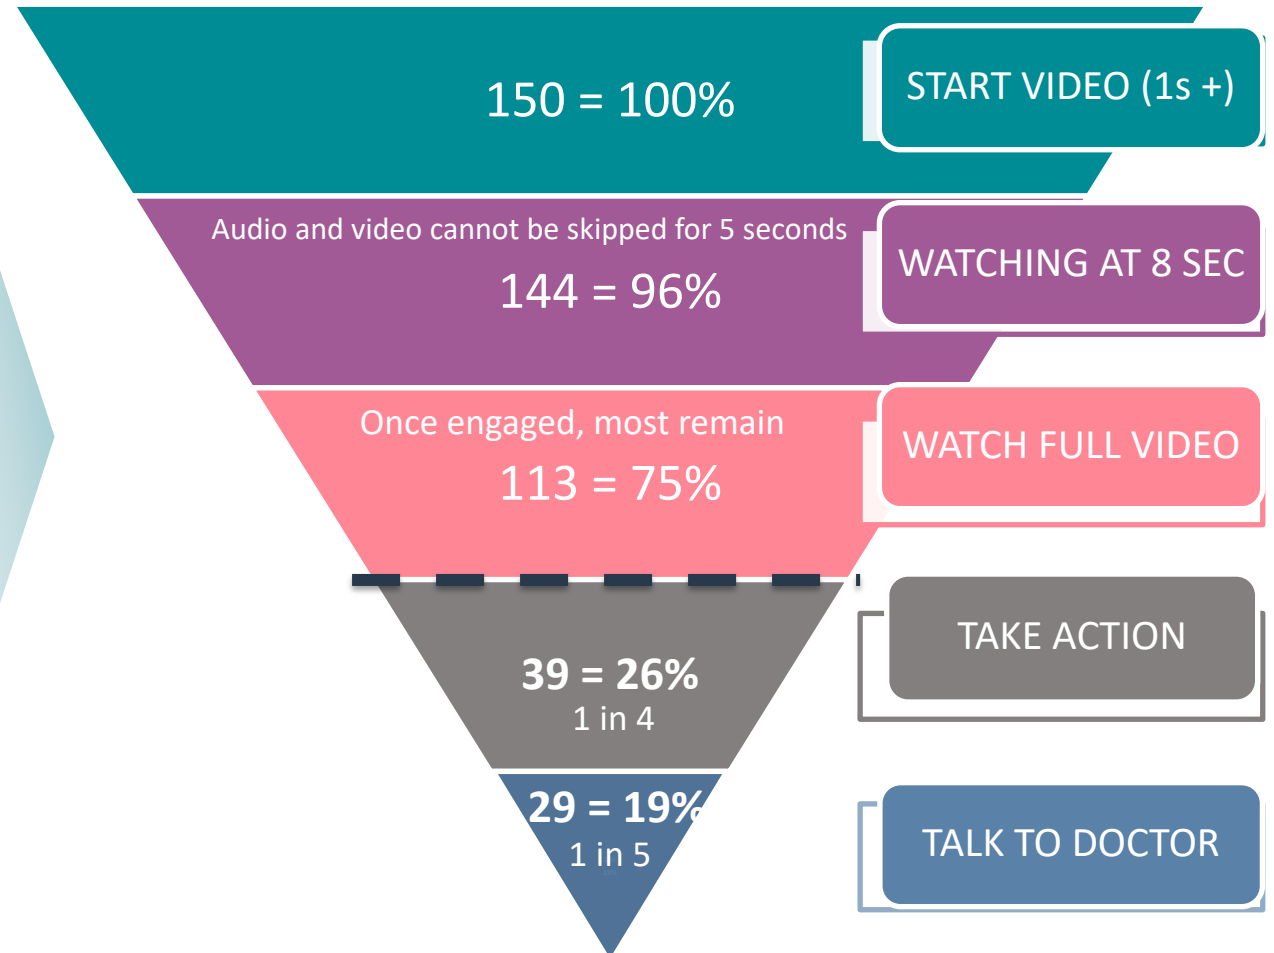 150 = 100%
START VIDEO (1s +)
Audio and video cannot be skipped for 5 seconds
144 = 96%
WATCHING AT 8 SEC
Once engaged, most remain
113 = 75%
WATCH FULL VIDEO
39 = 26%
1 in 4
TAKE ACTION
29 = 19%
1 in 5
TALK TO DOCTOR